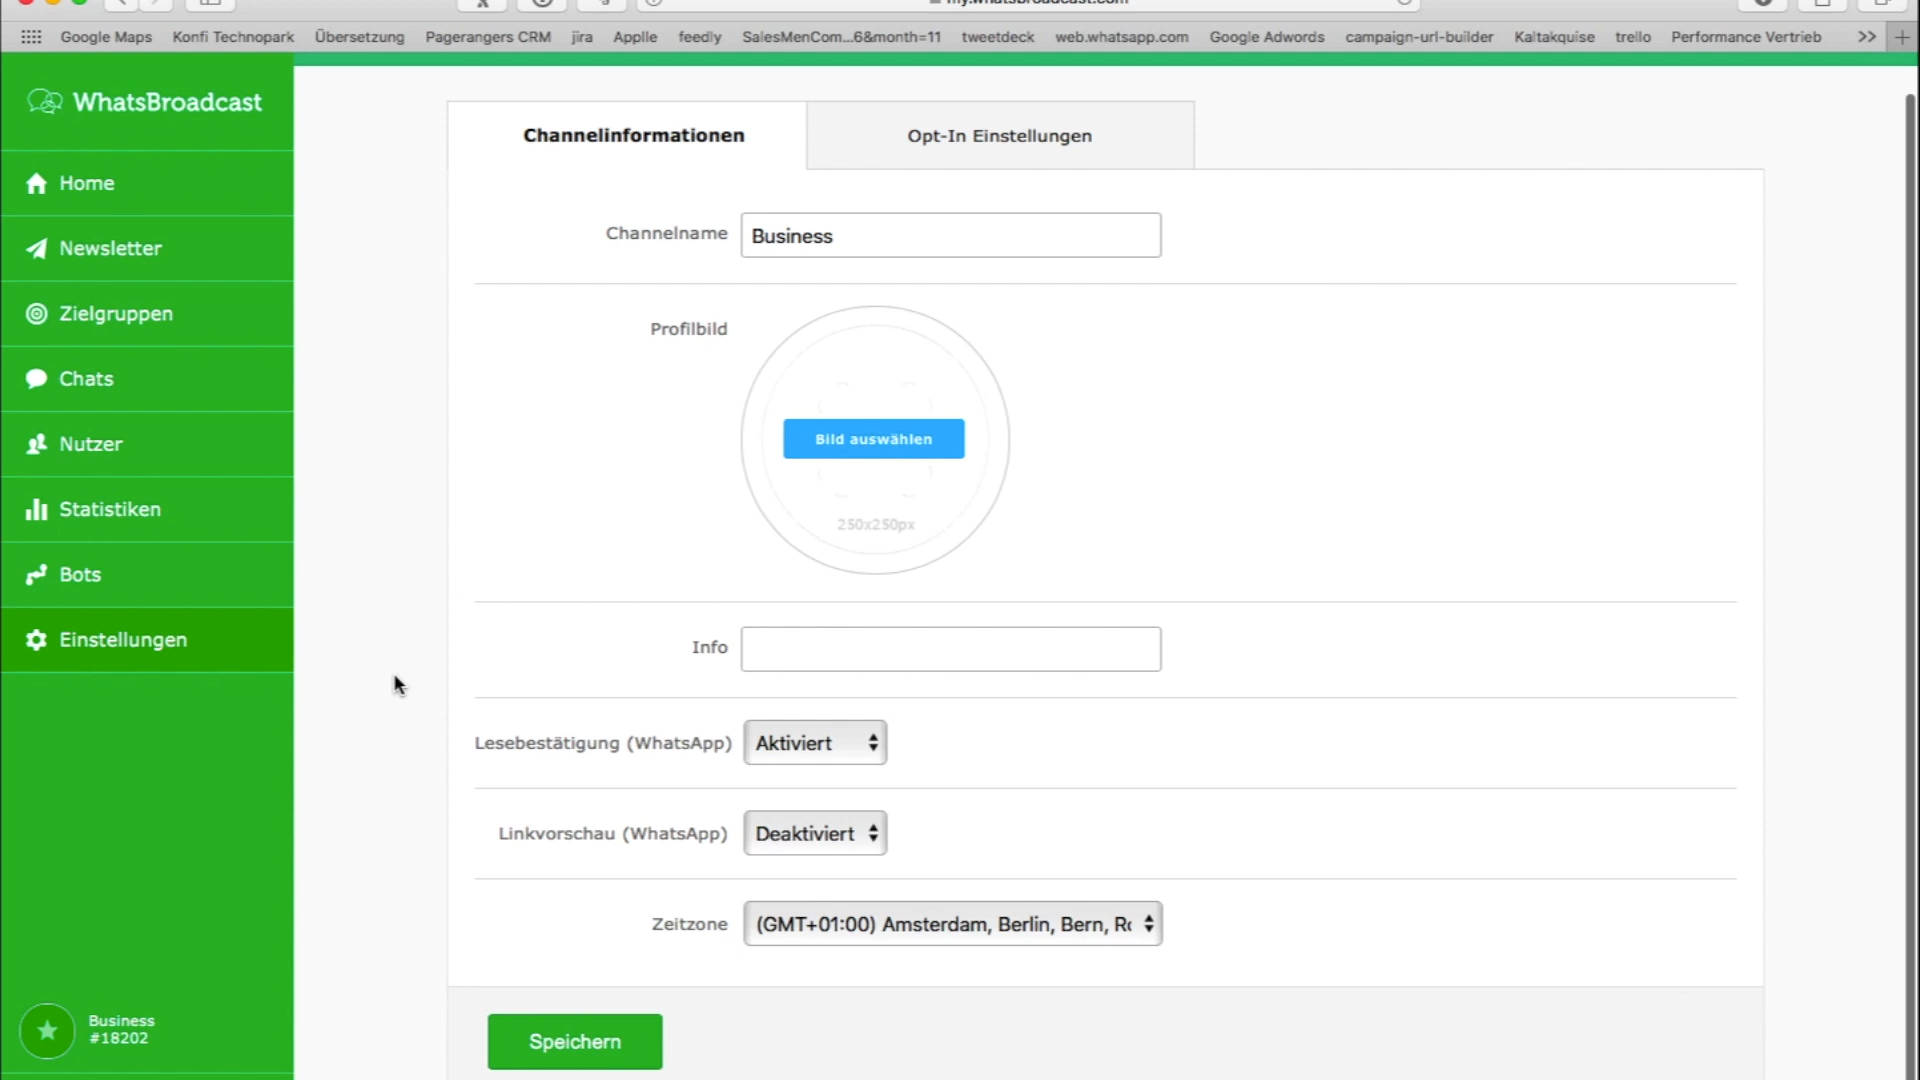 Google Maps Konfi Technopark Übersetzung Pagerangers CRM jira Applle feedly SalesMenCom...6&month=11 tweetdeck web.whatsapp.com Google Adwords campaign-url-builder Kaltakquise trello Performance Vertrieb >>
WhatsBroadcast
Home
Newsletter
Zielgruppen
Chats
Nutzer
Statistiken
Bots
Einstellungen
Business
#18202
Channelinformationen Opt-In Einstellungen
Channelname Business
Profilbild
Bild auswählen
250x250px
Info
Lesebestätigung (WhatsApp) Aktiviert
Linkvorschau (WhatsApp) Deaktiviert
Zeitzone (GMT+01:00) Amsterdam, Berlin, Bern,
Speichern